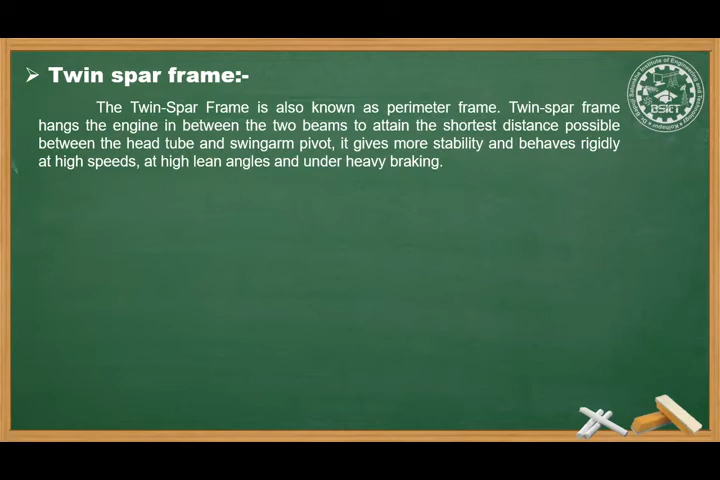 ➢ Twin spar frame:-
The Twin-Spar Frame is also known as perimeter frame. Twin-spar frame
hangs the engine in between the two beams to attain the shortest distance possible
between the head tube and swingarm pivot, it gives more stability and behaves rigidly
at high speeds, at high lean angles and under heavy braking.
BSIET